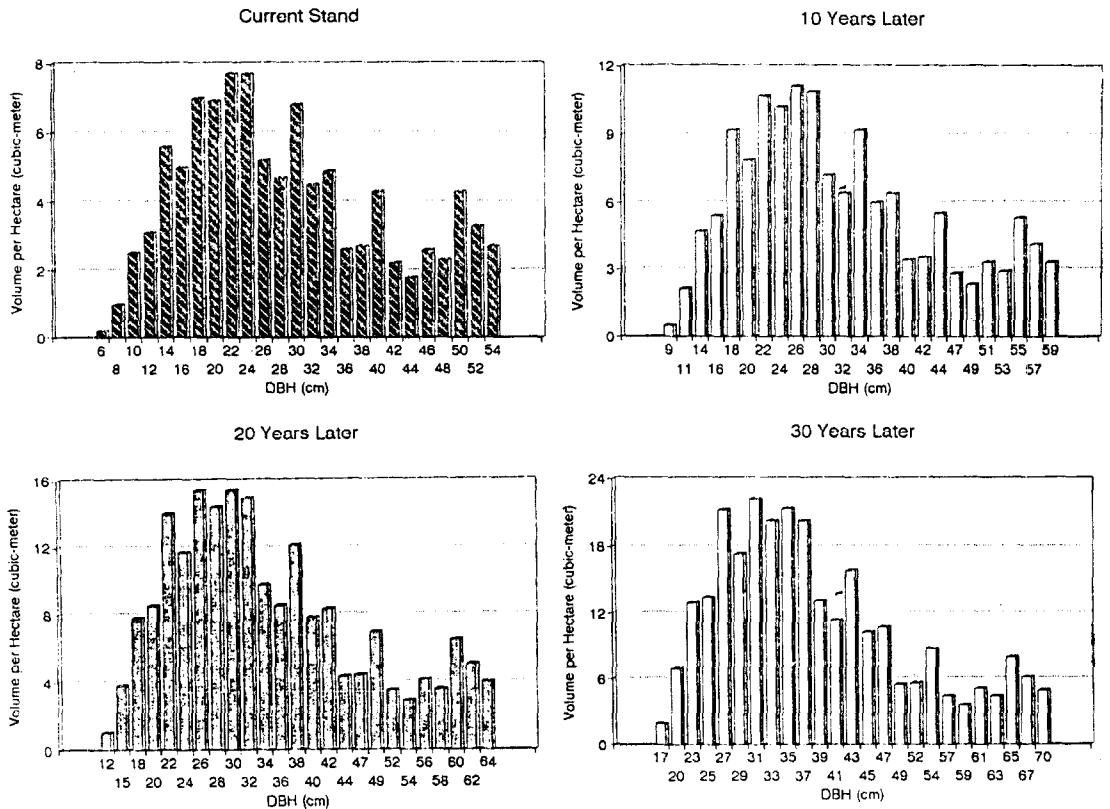 Current Stand
Volume per Hectare (cubic-meter)
8
6
4
2
0
6 10 14 18 22 26 30 34 38 42 46 50 54
8 12 16 20 24 28 32 36 40 44 48 52
DBH (cm)
10 Years Later
Volume per Hectare (cubic-meter)
12
9
6
3
0
9 14 18 22 26 30 34 38 42 47 51 55 59
11 16 20 24 28 32 36 40 44 49 53 57
DBH (cm)
20 Years Later
Volume per Hectare (cubic-meter)
16
12
8
4
0
12 18 22 26 30 34 38 42 47 52 56 60 64
15 20 24 28 32 36 40 44 49 54 58 62
DBH (cm)
30 Years Later
Volume per Hectare (cubic-meter)
24
18
12
6
0
17 23 27 31 35 39 43 47 52 57 61 65 70
20 25 29 33 37 41 45 49 54 59 63 67
DBH (cm)